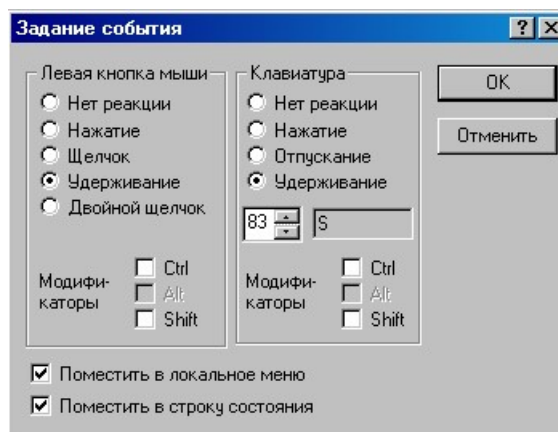 Задание события
Левая кнопка мыши
Нет реакции
Нажатие
Щелчок
Удерживание
Двойной щелчок
Модифи-
каторы
Ctrl
Alt
Shift
Клавиатура
Нет реакции
Нажатие
Отпускание
Удерживание
83
S
Модифи-
каторы
Ctrl
Alt
Shift
OK
Отменить
Поместить в локальное меню
Поместить в строку состояния